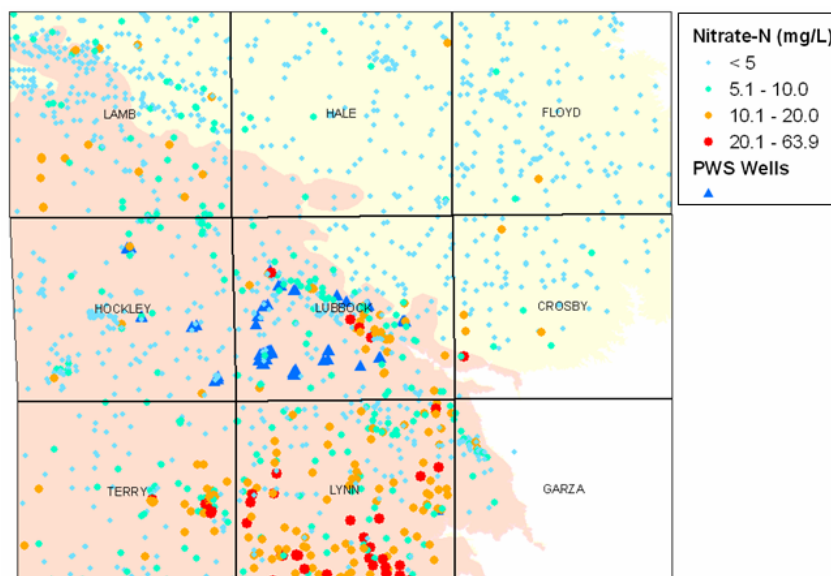 Nitrate-N (mg/L)
< 5
5.1 - 10.0
10.1 - 20.0
20.1 - 63.9
PWS Wells
LAMB
HALE
FLOYD
HOCKLEY
LUBBOCK
CROSBY
TERRY
LYNN
GARZA